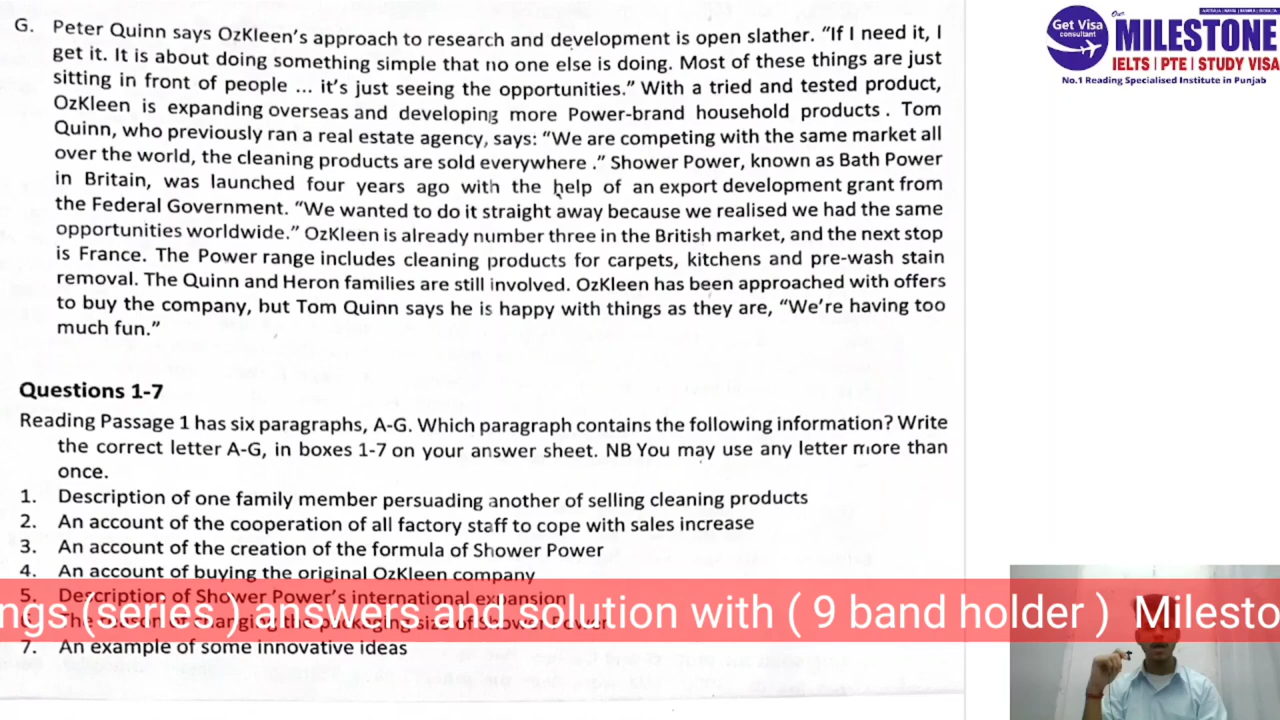 G. Peter Quinn says OzKleen's approach to research and development is open slather. “If I need it, I
get it. It is about doing something simple that no one else is doing. Most of these things are just
sitting in front of people ... it's just seeing the opportunities.” With a tried and tested product,
OzKleen is expanding overseas and developing more Power-brand household products . Tom
Quinn, who previously ran a real estate agency, says: “We are competing with the same market all
over the world, the cleaning products are sold everywhere .” Shower Power, known as Bath Power
in Britain, was launched four years ago with the help of an export development grant from
the Federal Government. “We wanted to do it straight away because we realised we had the same
opportunities worldwide.” OzKleen is already number three in the British market, and the next stop
is France. The Power range includes cleaning products for carpets, kitchens and pre-wash stain
removal. The Quinn and Heron families are still involved. OzKleen has been approached with offers
to buy the company, but Tom Quinn says he is happy with things as they are, “We're having too
much fun.”
Questions 1-7
Reading Passage 1 has six paragraphs, A-G. Which paragraph contains the following information? Write
the correct letter A-G, in boxes 1-7 on your answer sheet. NB You may use any letter more than
once.
1. Description of one family member persuading another of selling cleaning products
2. An account of the cooperation of all factory staff to cope with sales increase
3. An account of the creation of the formula of Shower Power
4. An account of buying the original OzKleen company
5. Description of Shower Power's international expansion
6. The reason of changing the packaging size of Shower Power
7. An example of some innovative ideas
ngs (series ) answers and solution with ( 9 band holder ) Milesto
Get Visa
consultant
Our
MILESTONE
IELTS | PTE | STUDY VISA
No.1 Reading Specialised Institute in Punjab